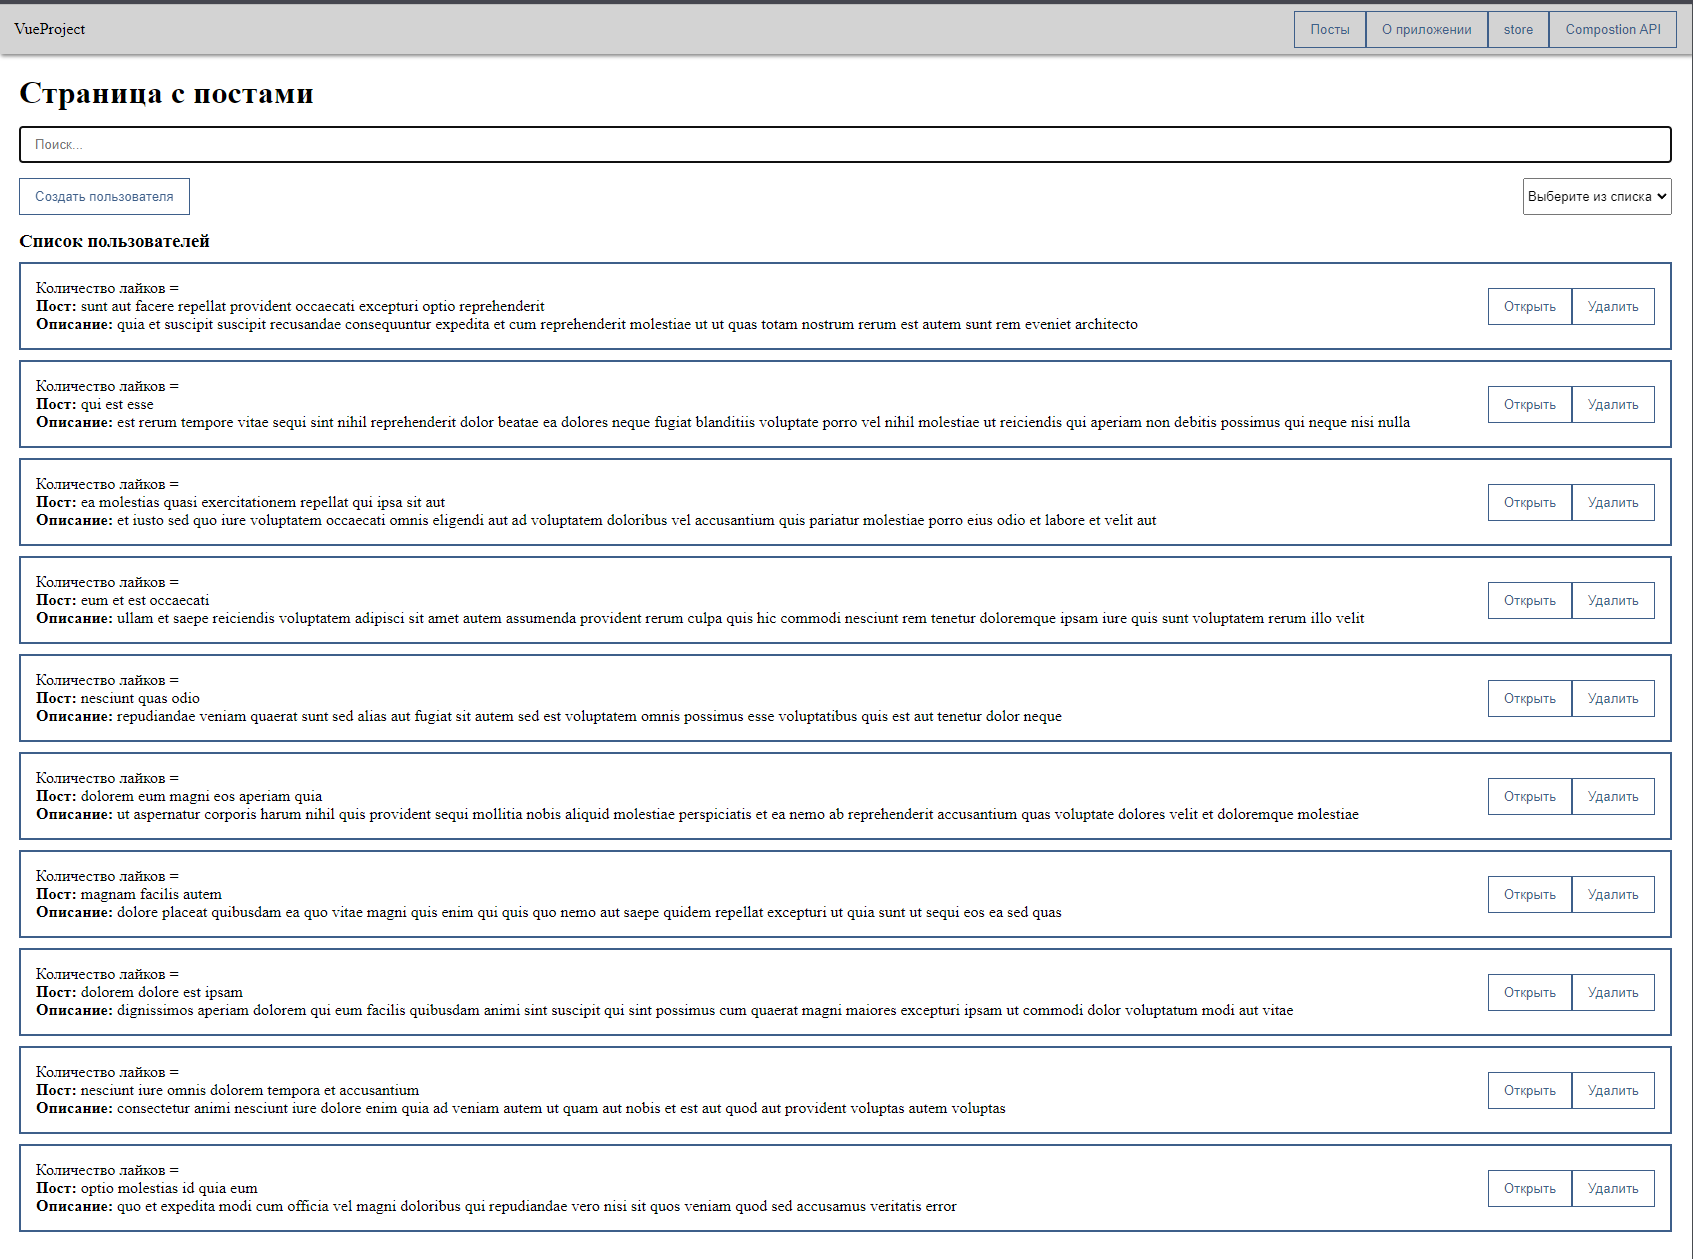 VueProject
Посты
О приложении
store
Compostion API
Страница с постами
Поиск...
Создать пользователя
Выберите из списка
Список пользователей
Количество лайков =
Пост: sunt aut facere repellat provident occaecati excepturi optio reprehenderit
Описание: quia et suscipit suscipit recusandae consequuntur expedita et cum reprehenderit molestiae ut ut quas totam nostrum rerum est autem sunt rem eveniet architecto
Открыть
Удалить
Количество лайков =
Пост: qui est esse
Описание: est rerum tempore vitae sequi sint nihil reprehenderit dolor beatae ea dolores neque fugiat blanditiis voluptate porro vel nihil molestiae ut reiciendis qui aperiam non debitis possimus qui neque nisi nulla
Открыть
Удалить
Количество лайков =
Пост: ea molestias quasi exercitationem repellat qui ipsa sit aut
Описание: et iusto sed quo iure voluptatem occaecati omnis eligendi aut ad voluptatem doloribus vel accusantium quis pariatur molestiae porro eius odio et labore et velit aut
Открыть
Удалить
Количество лайков =
Пост: eum et est occaecati
Описание: ullam et saepe reiciendis voluptatem adipisci sit amet autem assumenda provident rerum culpa quis hic commodi nesciunt rem tenetur doloremque ipsam iure quis sunt voluptatem rerum illo velit
Открыть
Удалить
Количество лайков =
Пост: nesciunt quas odio
Описание: repudiandae veniam quaerat sunt sed alias aut fugiat sit autem sed est voluptatem omnis possimus esse voluptatibus quis est aut tenetur dolor neque
Открыть
Удалить
Количество лайков =
Пост: dolorem eum magni eos aperiam quia
Описание: ut aspernatur corporis harum nihil quis provident sequi mollitia nobis aliquid molestiae perspiciatis et ea nemo ab reprehenderit accusantium quas voluptate dolores velit et doloremque molestiae
Открыть
Удалить
Количество лайков =
Пост: magnam facilis autem
Описание: dolore placeat quibusdam ea quo vitae magni quis enim qui quis quo nemo aut saepe quidem repellat excepturi ut quia sunt ut sequi eos ea sed quas
Открыть
Удалить
Количество лайков =
Пост: dolorem dolore est ipsam
Описание: dignissimos aperiam dolorem qui eum facilis quibusdam animi sint suscipit qui sint possimus cum quaerat magni maiores excepturi ipsam ut commodi dolor voluptatum modi aut vitae
Открыть
Удалить
Количество лайков =
Пост: nesciunt iure omnis dolorem tempora et accusantium
Описание: consectetur animi nesciunt iure dolore enim quia ad veniam autem ut quam aut nobis et est aut quod aut provident voluptas autem voluptas
Открыть
Удалить
Количество лайков =
Пост: optio molestias id quia eum
Описание: quo et expedita modi cum officia vel magni doloribus qui repudiandae vero nisi sit quos veniam quod sed accusamus veritatis error
Открыть
Удалить